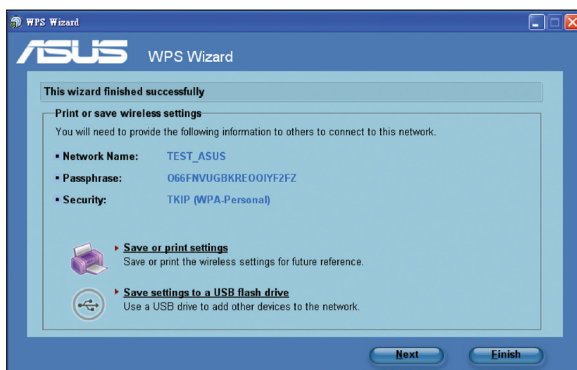 WPS Wizard
ASUS WPS Wizard
This wizard finished successfully
Print or save wireless settings
You will need to provide the following information to others to connect to this network.
▪ Network Name: TEST_ASUS
▪ Passphrase: O66FNVUGBKREOOIYF2FZ
▪ Security: TKIP (WPA-Personal)
Save or print settings
Save or print the wireless settings for future reference.
Save settings to a USB flash drive
Use a USB drive to add other devices to the network.
Next Finish